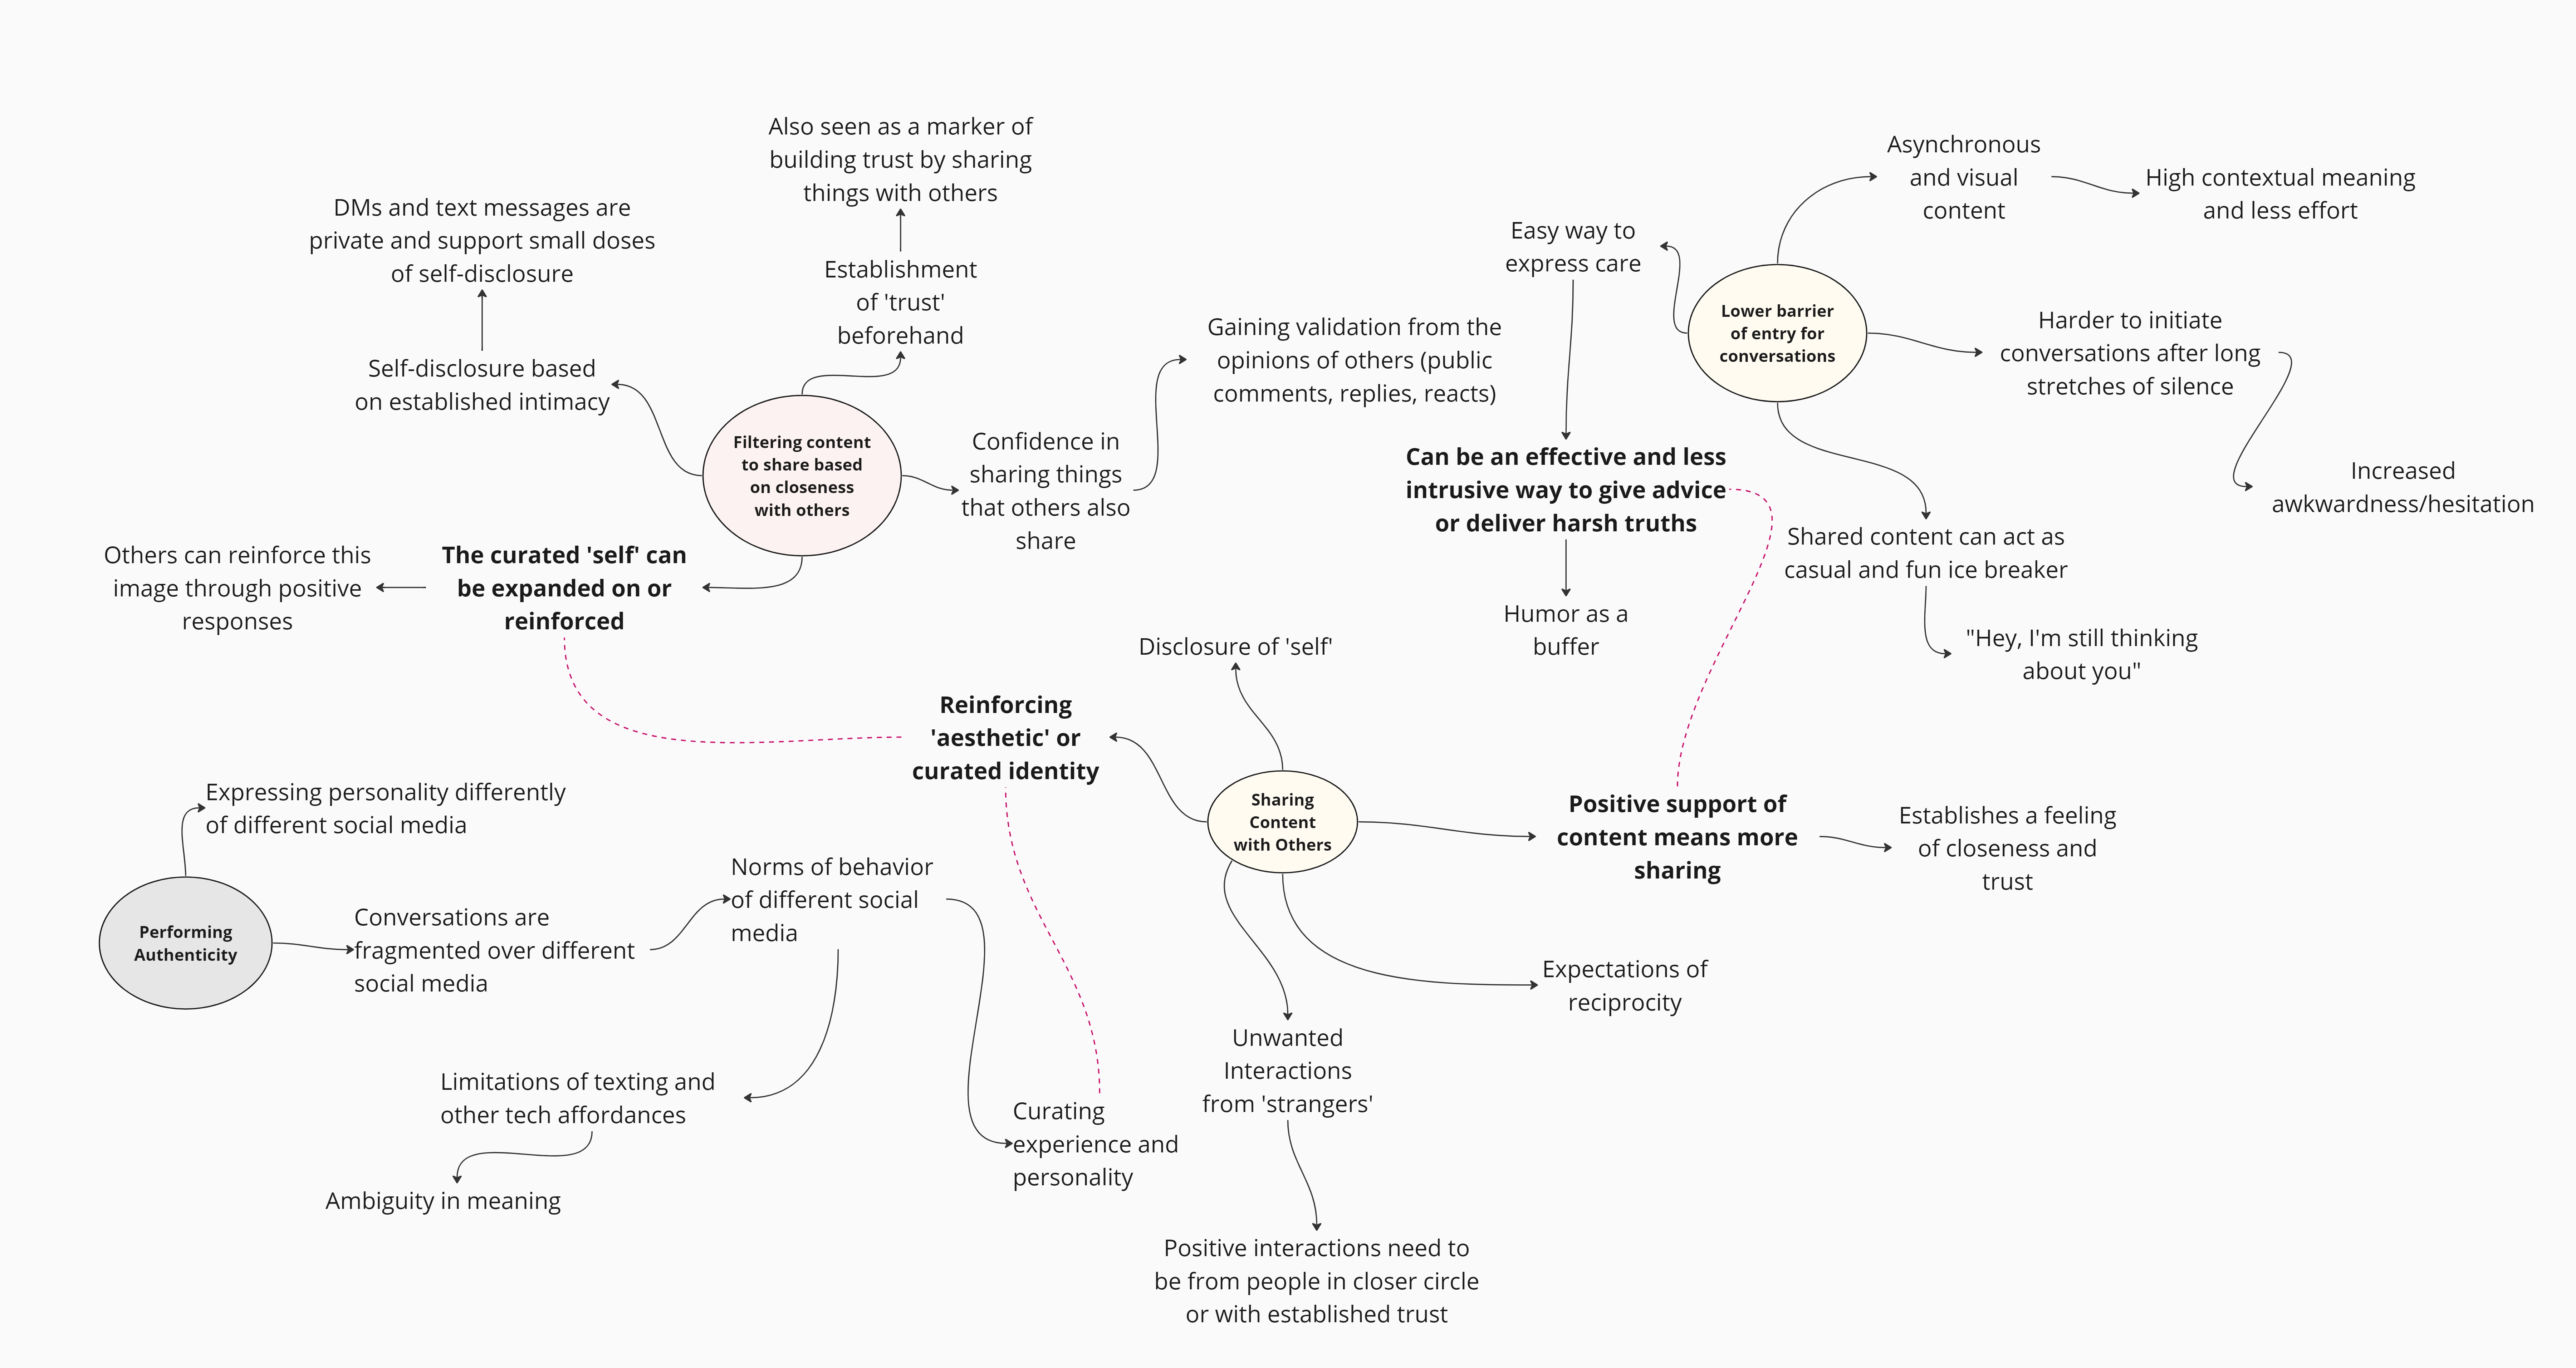 Also seen as a marker of
building trust by sharing
things with others
DMs and text messages are
private and support small doses
of self-disclosure
Establishment
of 'trust'
beforehand
Self-disclosure based
on established intimacy
Gaining validation from the
opinions of others (public
comments, replies, reacts)
Filtering content
to share based
on closeness
with others
Confidence in
sharing things
that others also
share
Others can reinforce this
image through positive
responses
The curated 'self' can
be expanded on or
reinforced
Asynchronous
and visual
content
High contextual meaning
and less effort
Easy way to
express care
Lower barrier
of entry for
conversations
Harder to initiate
conversations after long
stretches of silence
Increased
awkwardness/hesitation
Can be an effective and less
intrusive way to give advice
or deliver harsh truths
Shared content can act as
casual and fun ice breaker
Humor as a
buffer
"Hey, I'm still thinking
about you"
Disclosure of 'self'
Reinforcing
'aesthetic' or
curated identity
Sharing
Content
with Others
Positive support of
content means more
sharing
Establishes a feeling
of closeness and
trust
Expectations of
reciprocity
Unwanted
Interactions
from 'strangers'
Positive interactions need to
be from people in closer circle
or with established trust
Expressing personality differently
of different social media
Performing
Authenticity
Conversations are
fragmented over different
social media
Norms of behavior
of different social
media
Limitations of texting and
other tech affordances
Ambiguity in meaning
Curating
experience and
personality